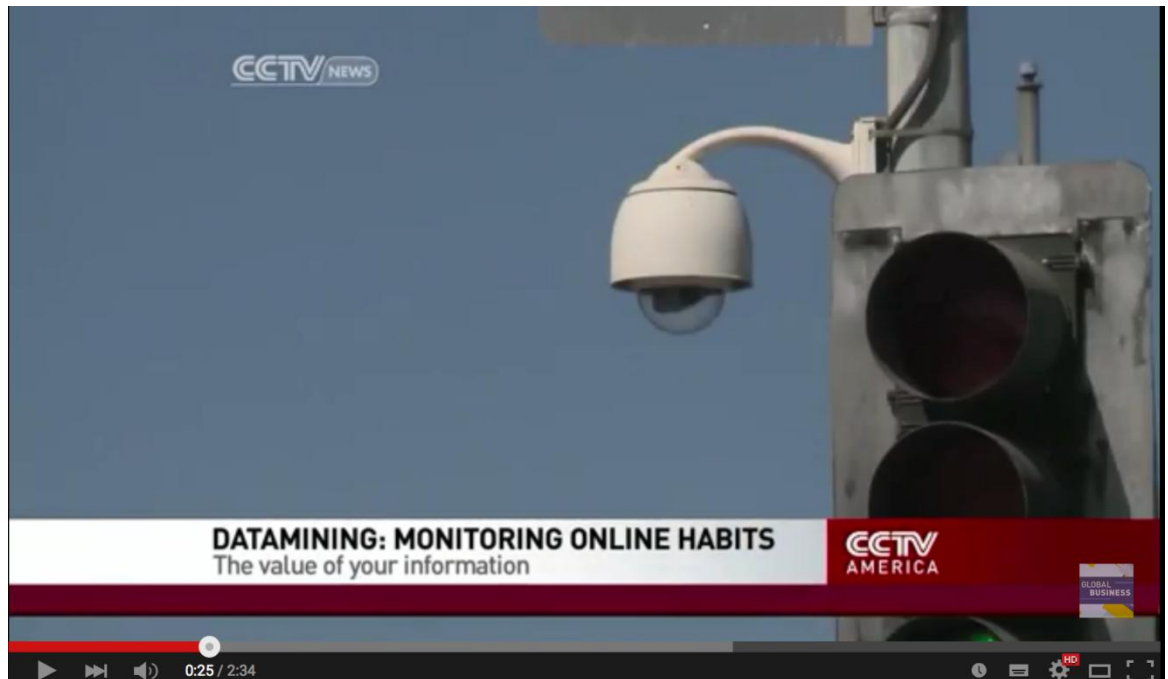 CCTV NEWS
DATAMINING: MONITORING ONLINE HABITS
The value of your information
CCTV
AMERICA
GLOBAL
BUSINESS
0:25 / 2:34
HD